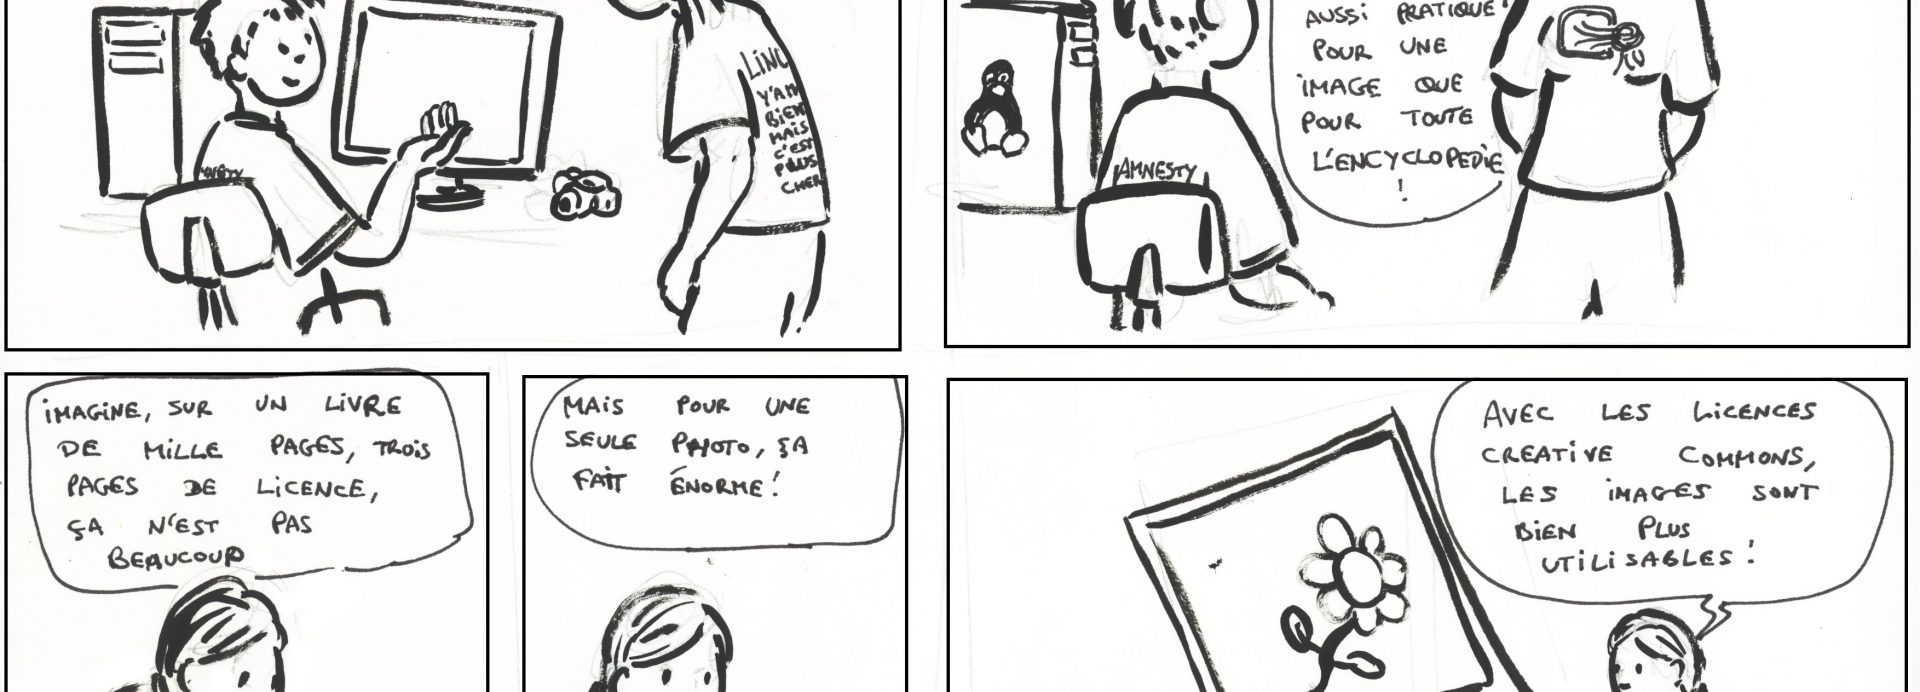 LINU
BIEN
MAIS
C'EST
PLUS
CHER
AUSSI PRATIQUE
POUR UNE
IMAGE QUE
POUR TOUTE
L'ENCYCLOPEDIE
!
AMNESTY
IMAGINE, SUR UN LIVRE
DE MILLE PAGES, TROIS
PAGES DE LICENCE,
ÇA N'EST PAS
BEAUCOUP
MAIS POUR UNE
SEULE PHOTO, ÇA
FAIT ÉNORME!
AVEC LES LICENCES
CREATIVE COMMONS,
LES IMAGES SONT
BIEN PLUS
UTILISABLES!